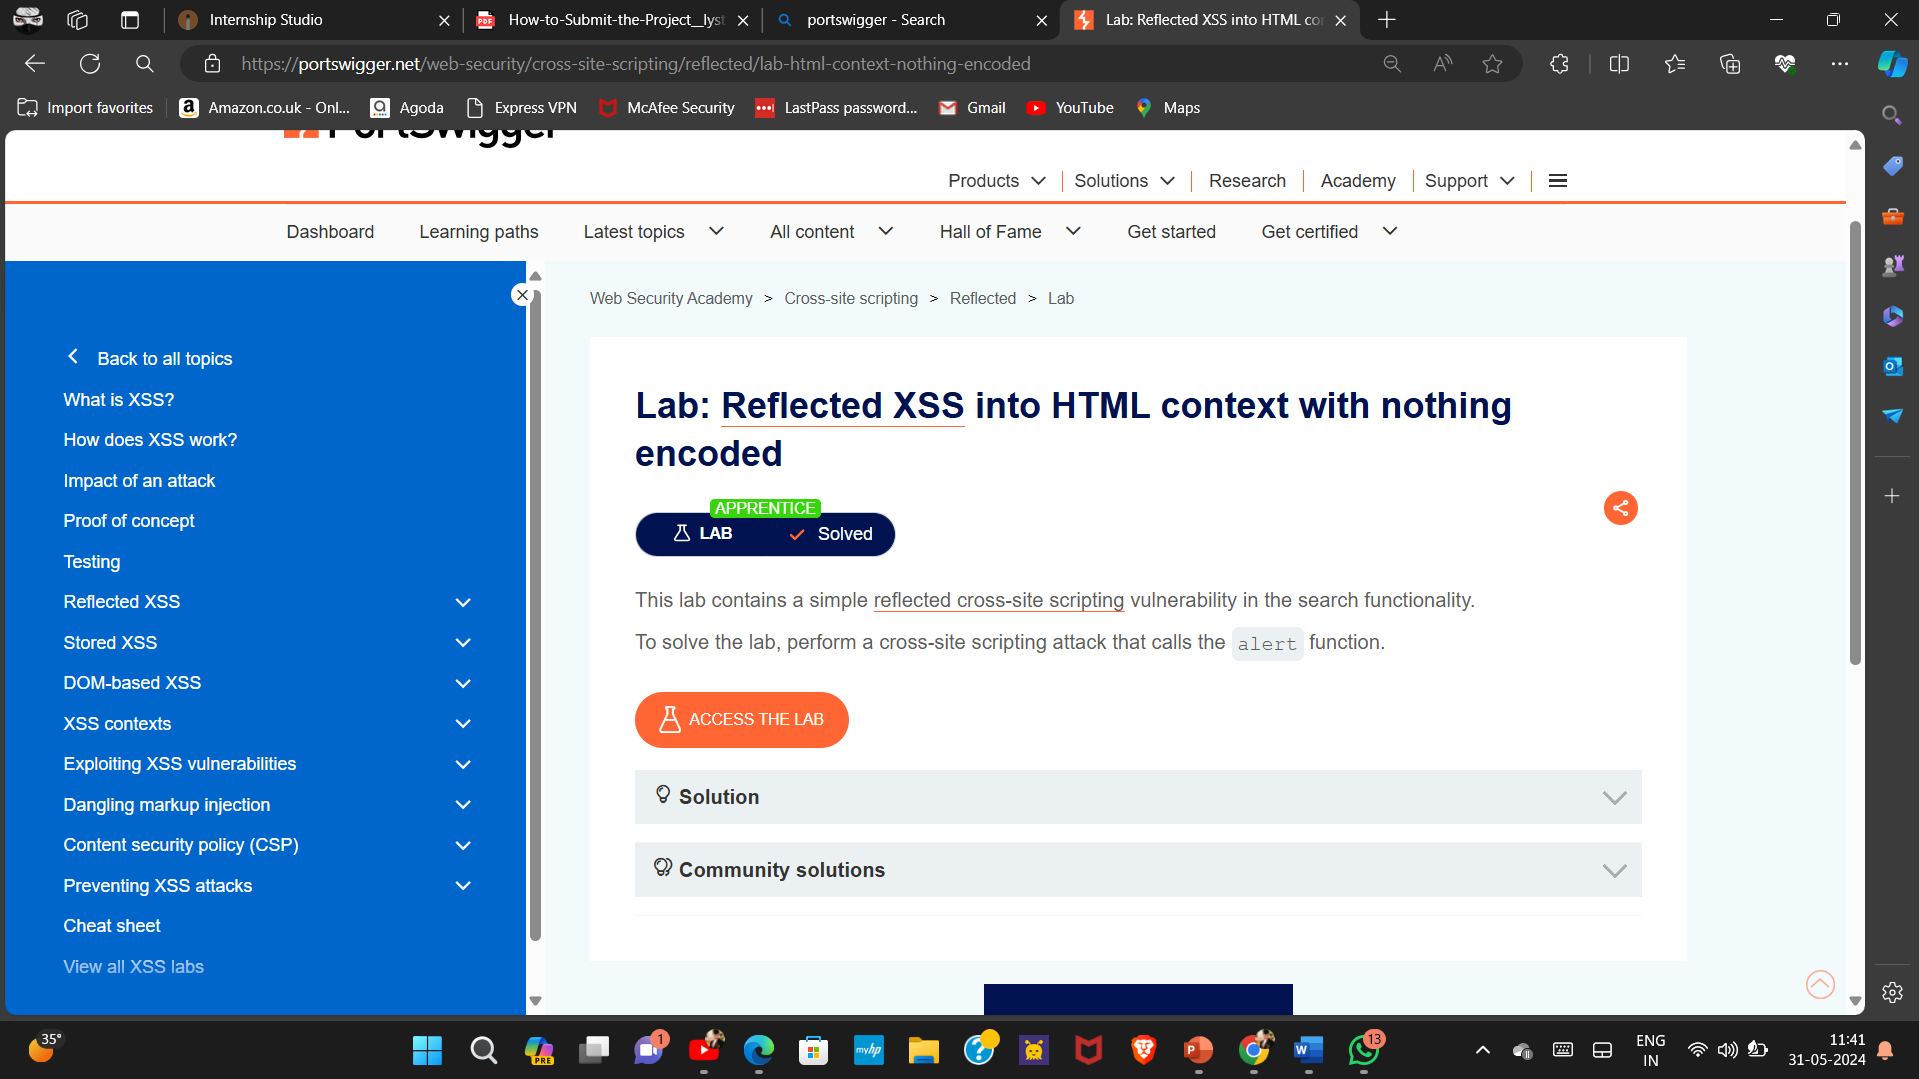 Internship Studio
How-to-Submit-the-Project__lyst
portswigger - Search
Lab: Reflected XSS into HTML co
https://portswigger.net/web-security/cross-site-scripting/reflected/lab-html-context-nothing-encoded
Import favorites
Amazon.co.uk - Onl...
Agoda
Express VPN
McAfee Security
LastPass password...
Gmail
YouTube
Maps
PortSwigger
Products
Solutions
Research
Academy
Support
Dashboard
Learning paths
Latest topics
All content
Hall of Fame
Get started
Get certified
Back to all topics
What is XSS?
How does XSS work?
Impact of an attack
Proof of concept
Testing
Reflected XSS
Stored XSS
DOM-based XSS
XSS contexts
Exploiting XSS vulnerabilities
Dangling markup injection
Content security policy (CSP)
Preventing XSS attacks
Cheat sheet
View all XSS labs
Web Security Academy > Cross-site scripting > Reflected > Lab
Lab: Reflected XSS into HTML context with nothing
encoded
APPRENTICE
LAB
Solved
This lab contains a simple reflected cross-site scripting vulnerability in the search functionality.
To solve the lab, perform a cross-site scripting attack that calls the alert function.
ACCESS THE LAB
Solution
Community solutions
35°
PRE
1
myhp
13
ENG
IN
11:41
31-05-2024